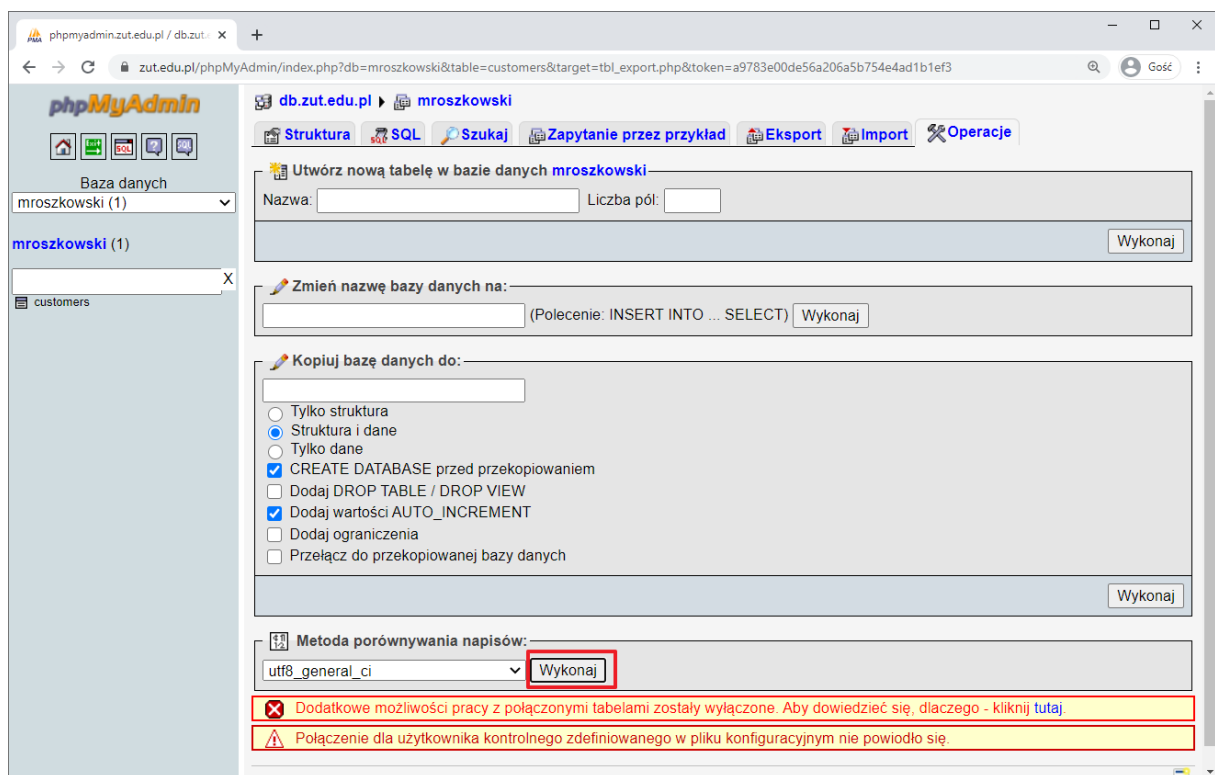 phpmyadmin.zut.edu.pl / db.zut.
zut.edu.pl/phpMyAdmin/index.php?db=mroszkowski&table=customers&target=tbl_export.php&token=a9783e00de56a206a5b754e4ad1b1ef3 Gość
phpMyAdmin
Baza danych
mroszkowski (1)
mroszkowski (1)
X
customers
db.zut.edu.pl mroszkowski
Struktura SQL Szukaj Zapytanie przez przykład Eksport Import Operacje
Utwórz nową tabelę w bazie danych mroszkowski
Nazwa: Liczba pól:
Wykonaj
Zmień nazwę bazy danych na:
(Polecenie: INSERT INTO ... SELECT) Wykonaj
Kopiuj bazę danych do:
Tylko struktura
Struktura i dane
Tylko dane
CREATE DATABASE przed przekopiowaniem
Dodaj DROP TABLE / DROP VIEW
Dodaj wartości AUTO_INCREMENT
Dodaj ograniczenia
Przełącz do przekopiowanej bazy danych
Wykonaj
Metoda porównywania napisów:
utf8_general_ci Wykonaj
Dodatkowe możliwości pracy z połączonymi tabelami zostały wyłączone. Aby dowiedzieć się, dlaczego - kliknij tutaj.
Połączenie dla użytkownika kontrolnego zdefiniowanego w pliku konfiguracyjnym nie powiodło się.